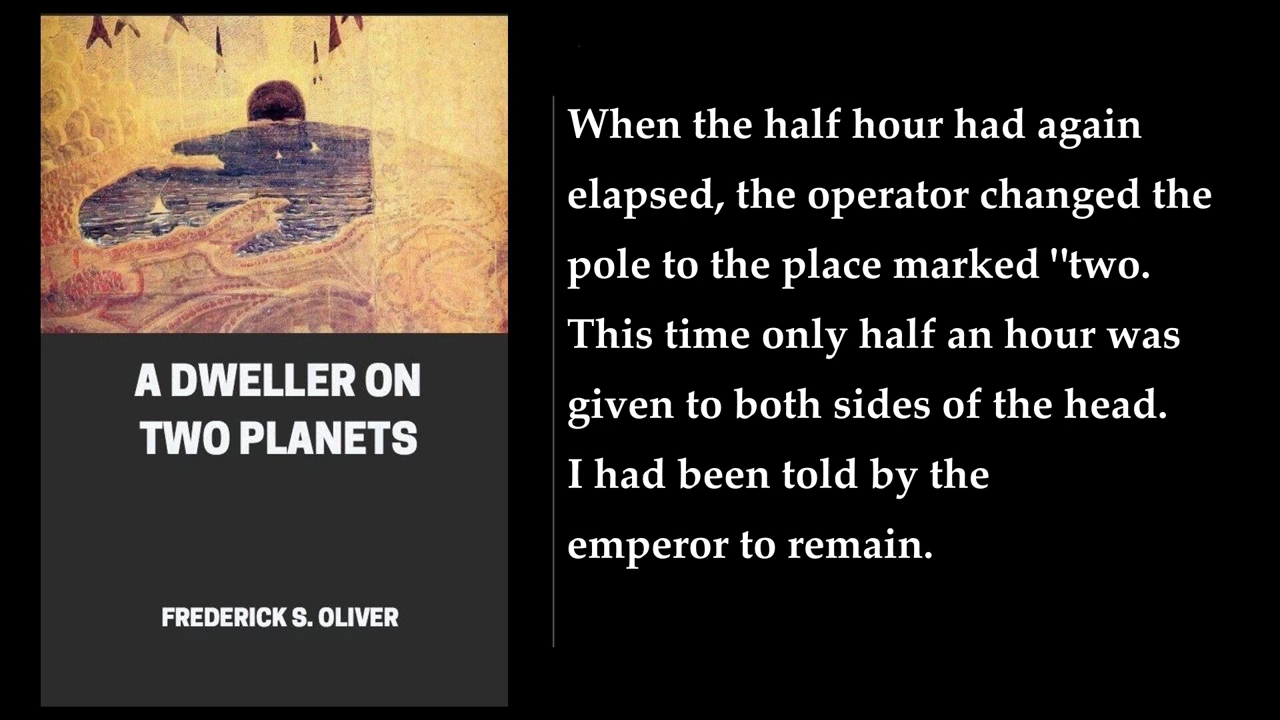 A DWELLER ON
TWO PLANETS
FREDERICK S. OLIVER
When the half hour had again
elapsed, the operator changed the
pole to the place marked "two.
This time only half an hour was
given to both sides of the head.
I had been told by the
emperor to remain.